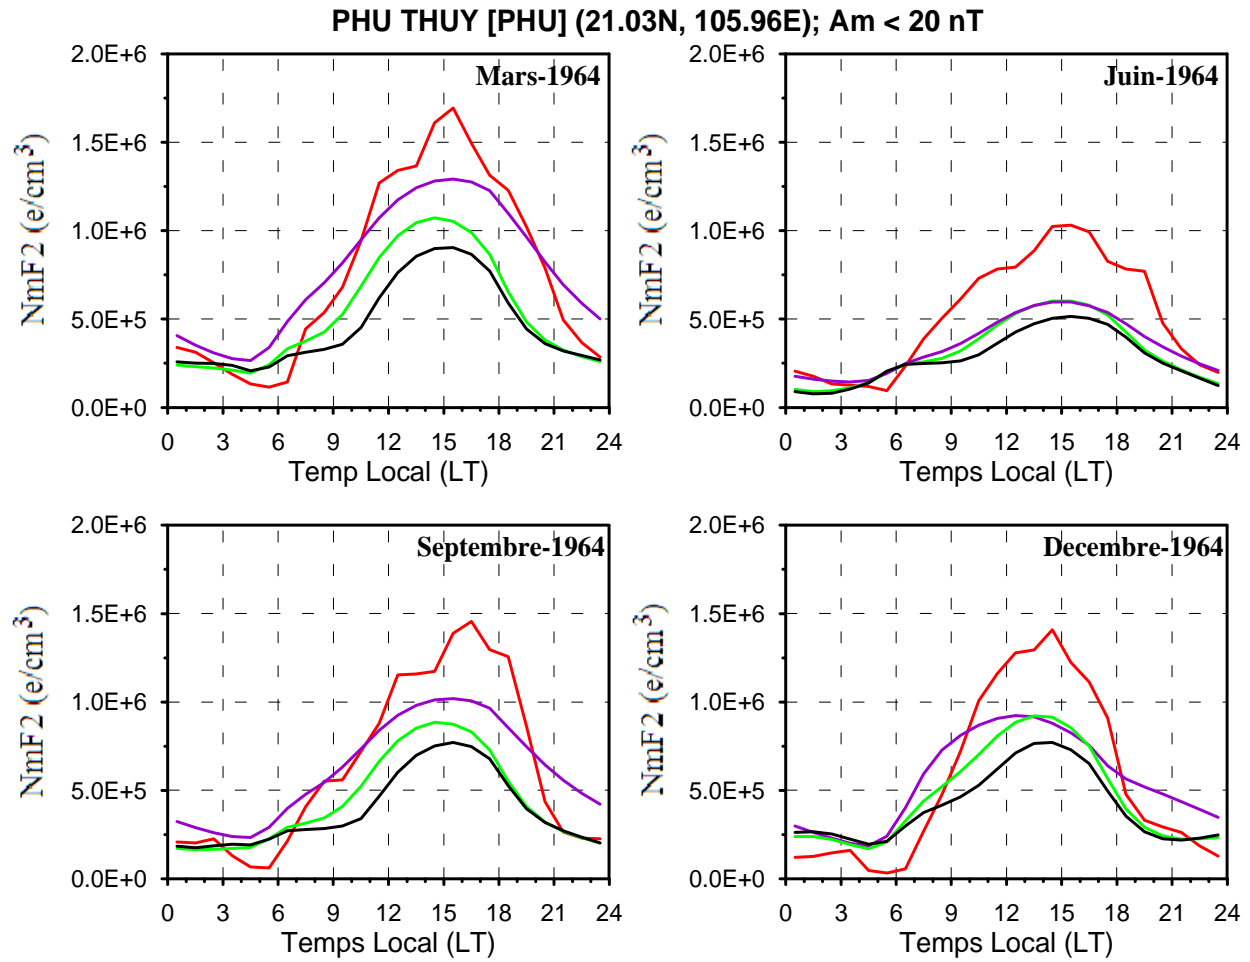 PHU THUY [PHU] (21.03N, 105.96E); Am < 20 nT
Mars-1964
NmF2 (e/cm³)
2.0E+6
1.5E+6
1.0E+6
5.0E+5
0.0E+0
0 3 6 9 12 15 18 21 24
Temp Local (LT)
Juin-1964
NmF2 (e/cm³)
2.0E+6
1.5E+6
1.0E+6
5.0E+5
0.0E+0
0 3 6 9 12 15 18 21 24
Temps Local (LT)
Septembre-1964
NmF2 (e/cm³)
2.0E+6
1.5E+6
1.0E+6
5.0E+5
0.0E+0
0 3 6 9 12 15 18 21 24
Temps Local (LT)
Decembre-1964
NmF2 (e/cm³)
2.0E+6
1.5E+6
1.0E+6
5.0E+5
0.0E+0
0 3 6 9 12 15 18 21 24
Temps Local (LT)